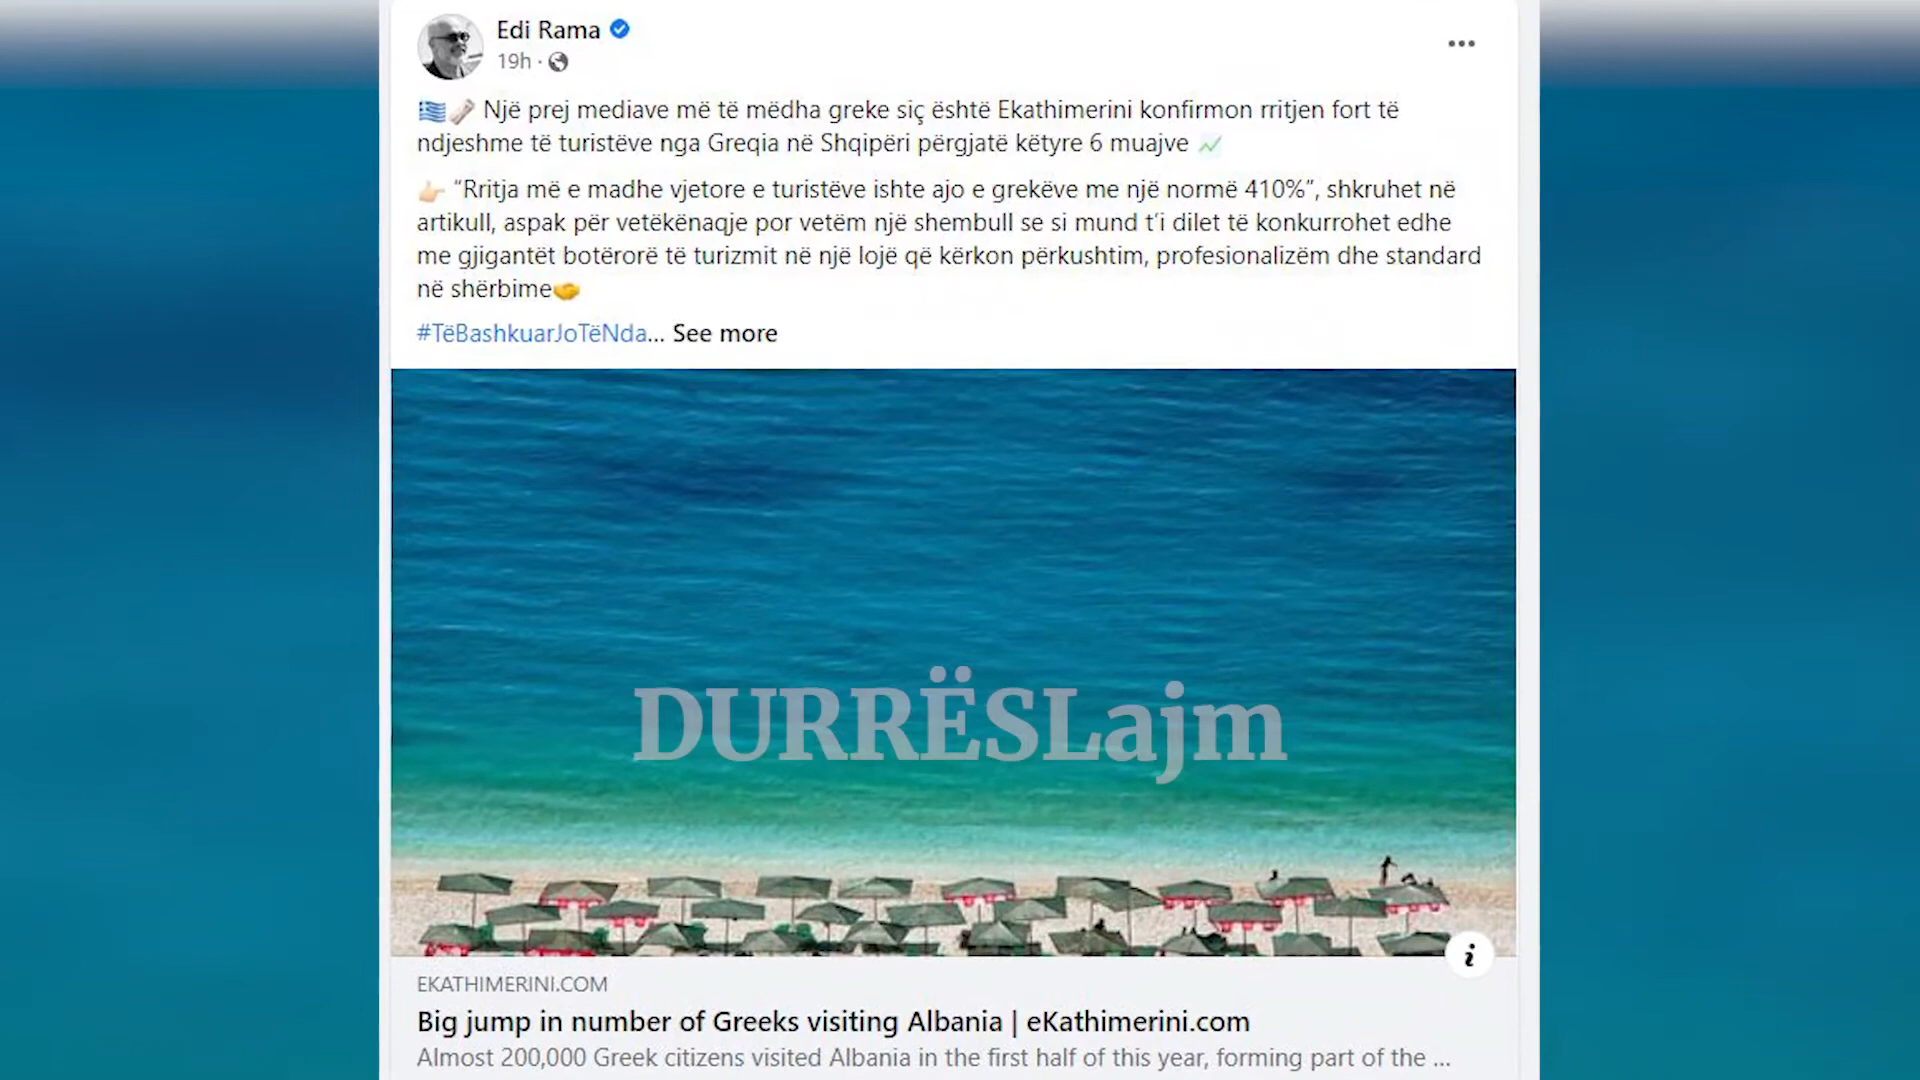 Edi Rama
19h ·
Një prej mediave më të mëdha greke siç është Ekathimerini konfirmon rritjen fort të
ndjeshme të turistëve nga Greqia në Shqipëri përgjatë këtyre 6 muajve
“Rritja më e madhe vjetore e turistëve ishte ajo e grekëve me një normë 410%”, shkruhet në
artikull, aspak për vetëkënaqje por vetëm një shembull se si mund t’i dilet të konkurrohet edhe
me gjigantët botërorë të turizmit në një lojë që kërkon përkushtim, profesionalizëm dhe standard
në shërbime
#TëBashkuarJoTëNda... See more
DURRËSLajm
i
EKATHIMERINI.COM
Big jump in number of Greeks visiting Albania | eKathimerini.com
Almost 200,000 Greek citizens visited Albania in the first half of this year, forming part of the ...